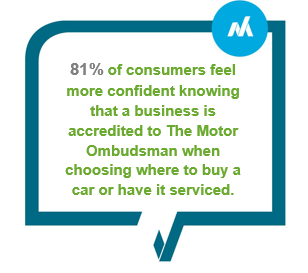 81% of consumers feel
more confident knowing
that a business is
accredited to The Motor
Ombudsman when
choosing where to buy a
car or have it serviced.